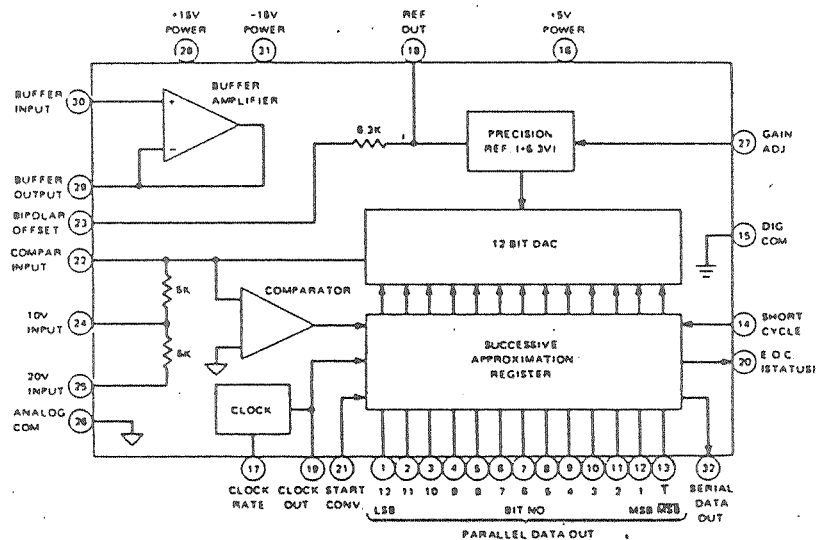 +15V POWER
28
-15V POWER
31
REF OUT
18
+5V POWER
16
BUFFER INPUT
30
BUFFER AMPLIFIER
+
-
BUFFER OUTPUT
29
BIPOLAR OFFSET
23
COMPAR INPUT
22
10V INPUT
24
20V INPUT
25
ANALOG COM
26
6.3K
PRECISION
REF. (+6.3V)
27
GAIN ADJ
12 BIT DAC
15
DIG COM
5K
5K
COMPARATOR
SUCCESSIVE
APPROXIMATION
REGISTER
14
SHORT CYCLE
20
E.O.C. (STATUS)
CLOCK
17 19 21 1 2 3 4 5 6 7 8 9 10 11 12 13 32
CLOCK RATE
CLOCK OUT
START CONV.
12 11 10 9 8 7 6 5 4 3 2 1 1
SERIAL DATA OUT
LSB BIT NO MSB MSB
PARALLEL DATA OUT